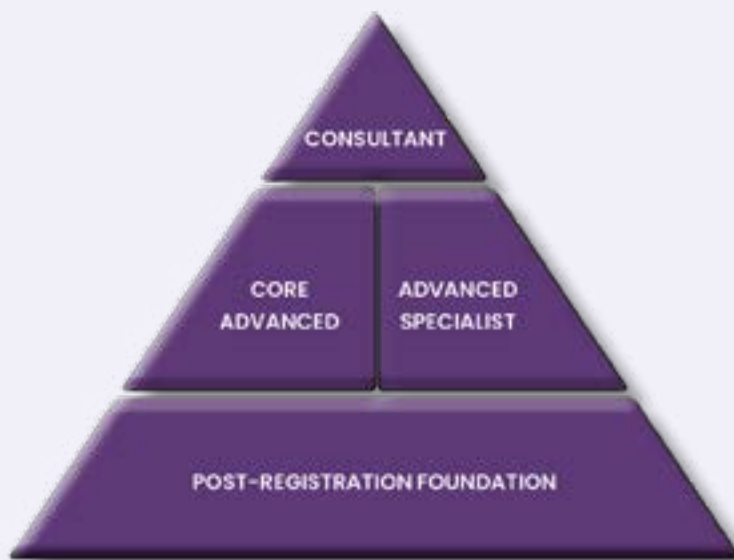 CONSULTANT
CORE
ADVANCED
ADVANCED
SPECIALIST
POST-REGISTRATION FOUNDATION